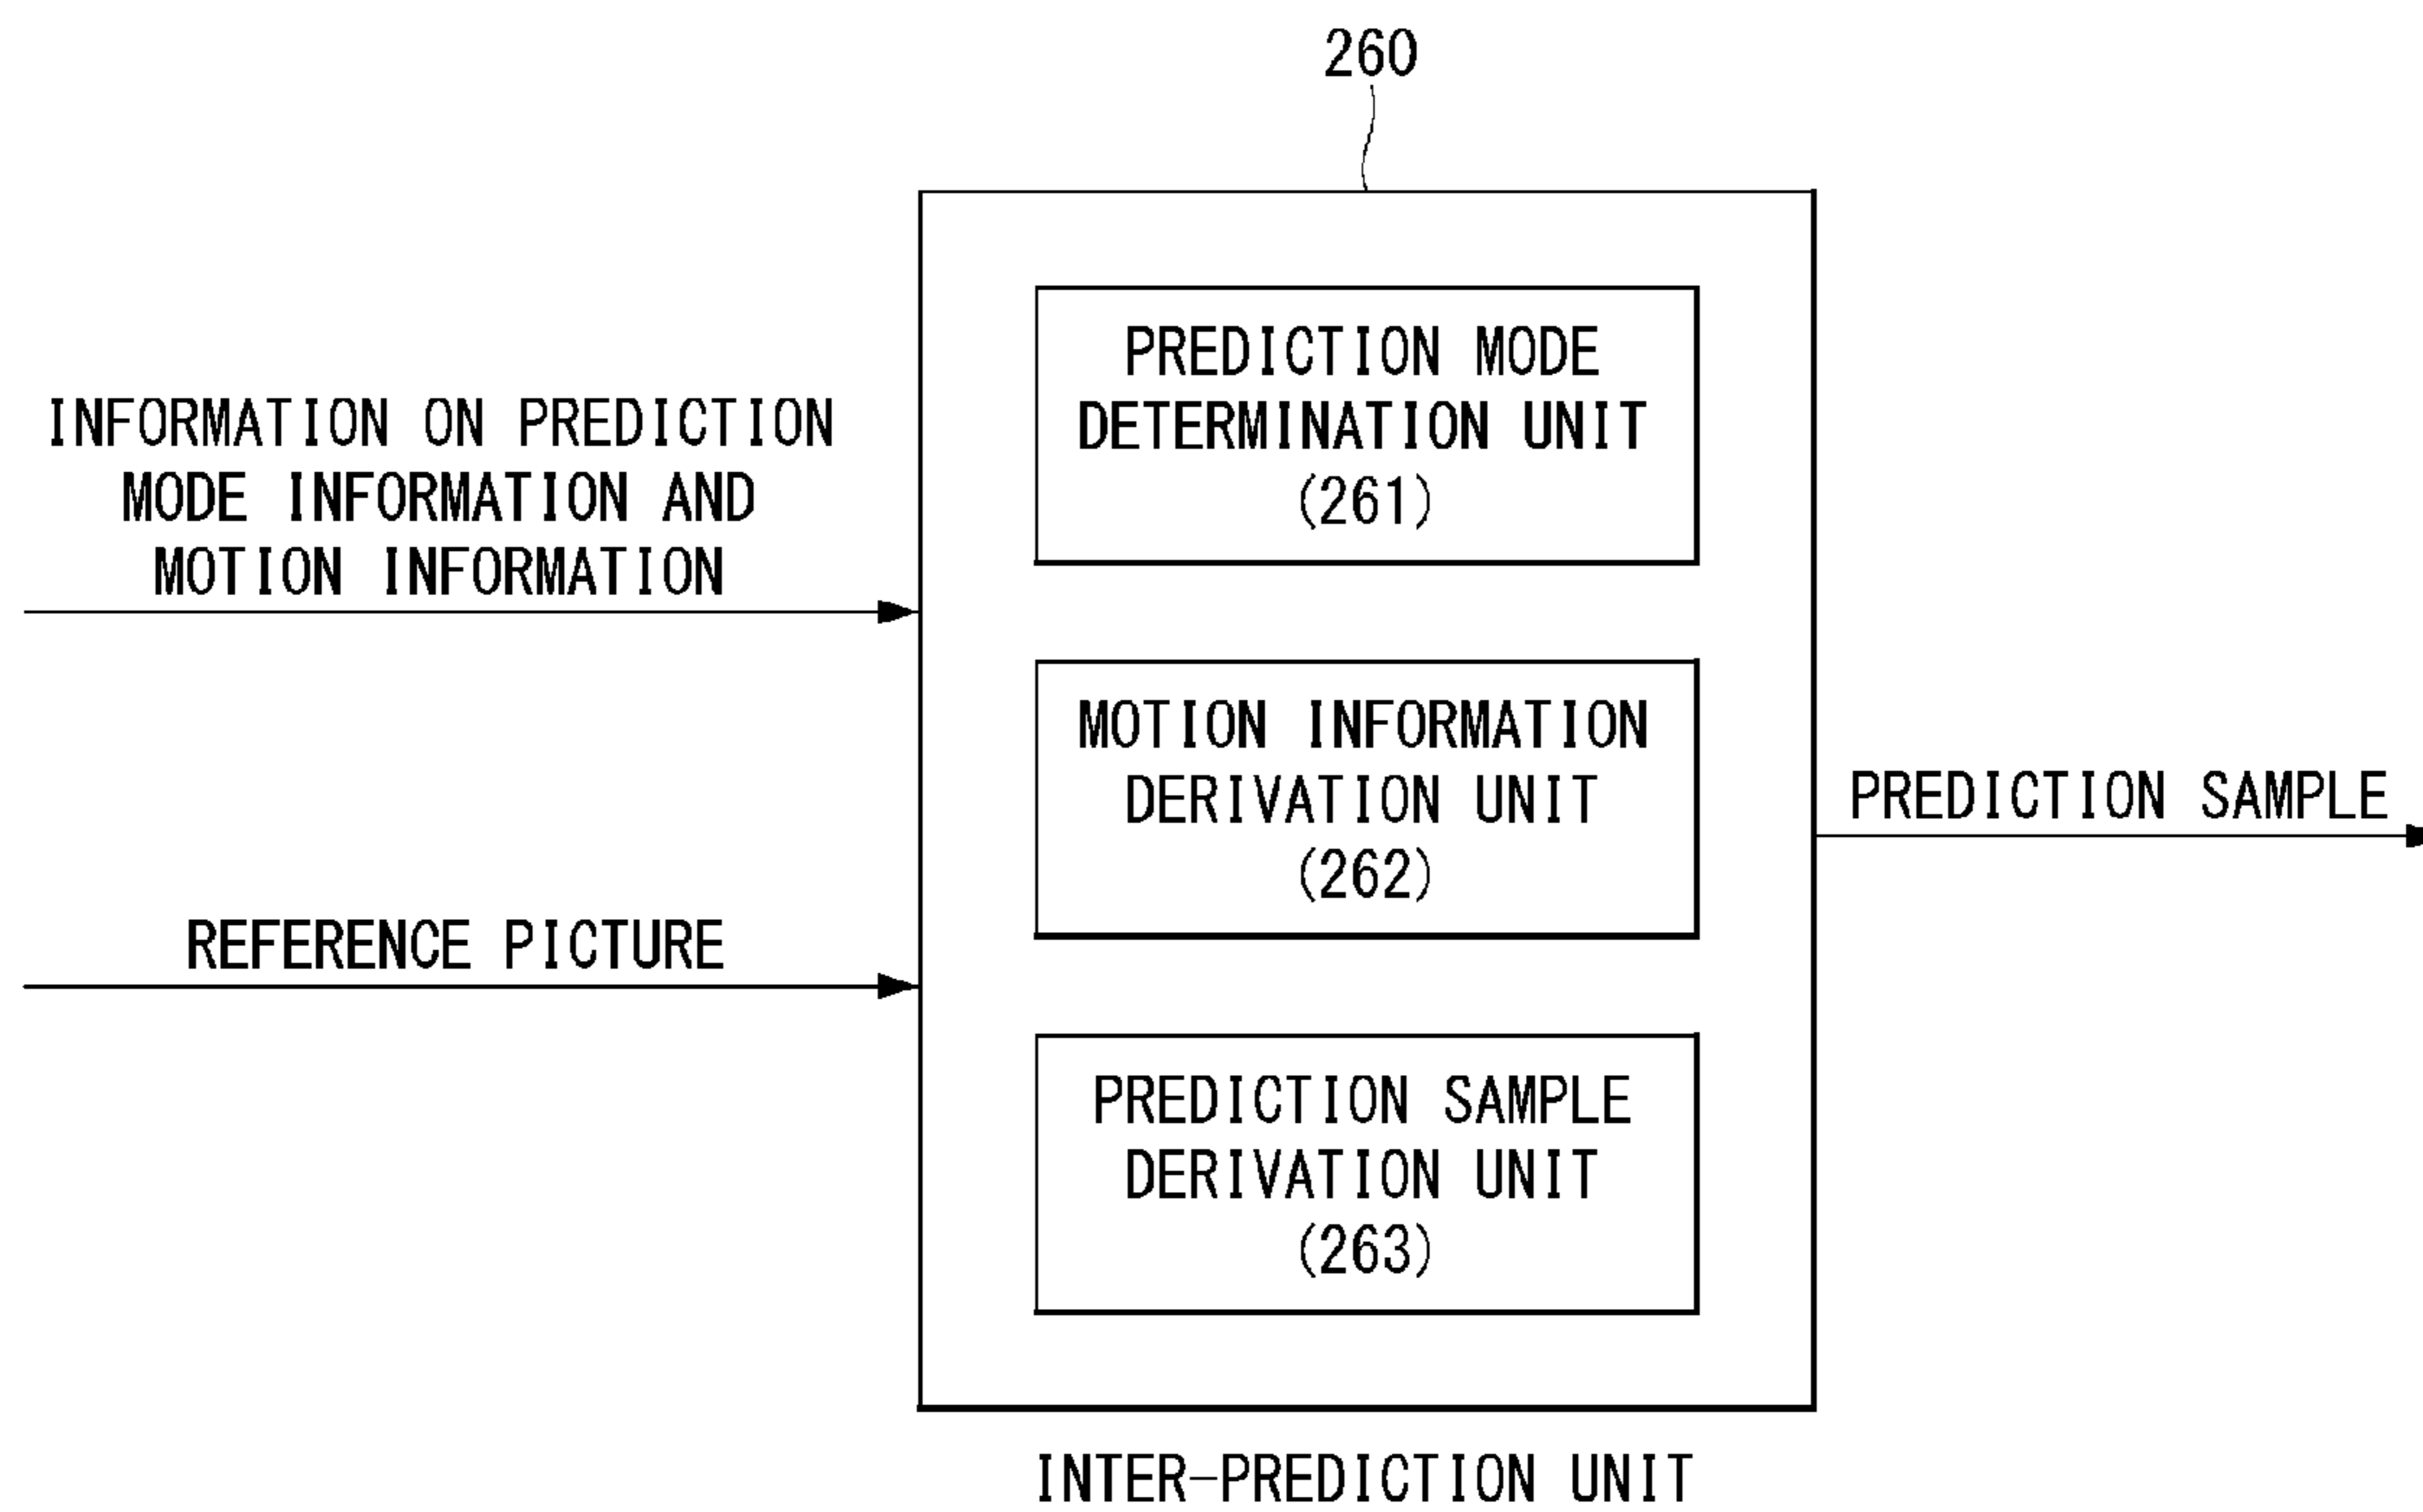 260
INFORMATION ON PREDICTION
MODE INFORMATION AND
MOTION INFORMATION
REFERENCE PICTURE
PREDICTION MODE
DETERMINATION UNIT
(261)
MOTION INFORMATION
DERIVATION UNIT
(262)
PREDICTION SAMPLE
DERIVATION UNIT
(263)
PREDICTION SAMPLE
INTER-PREDICTION UNIT